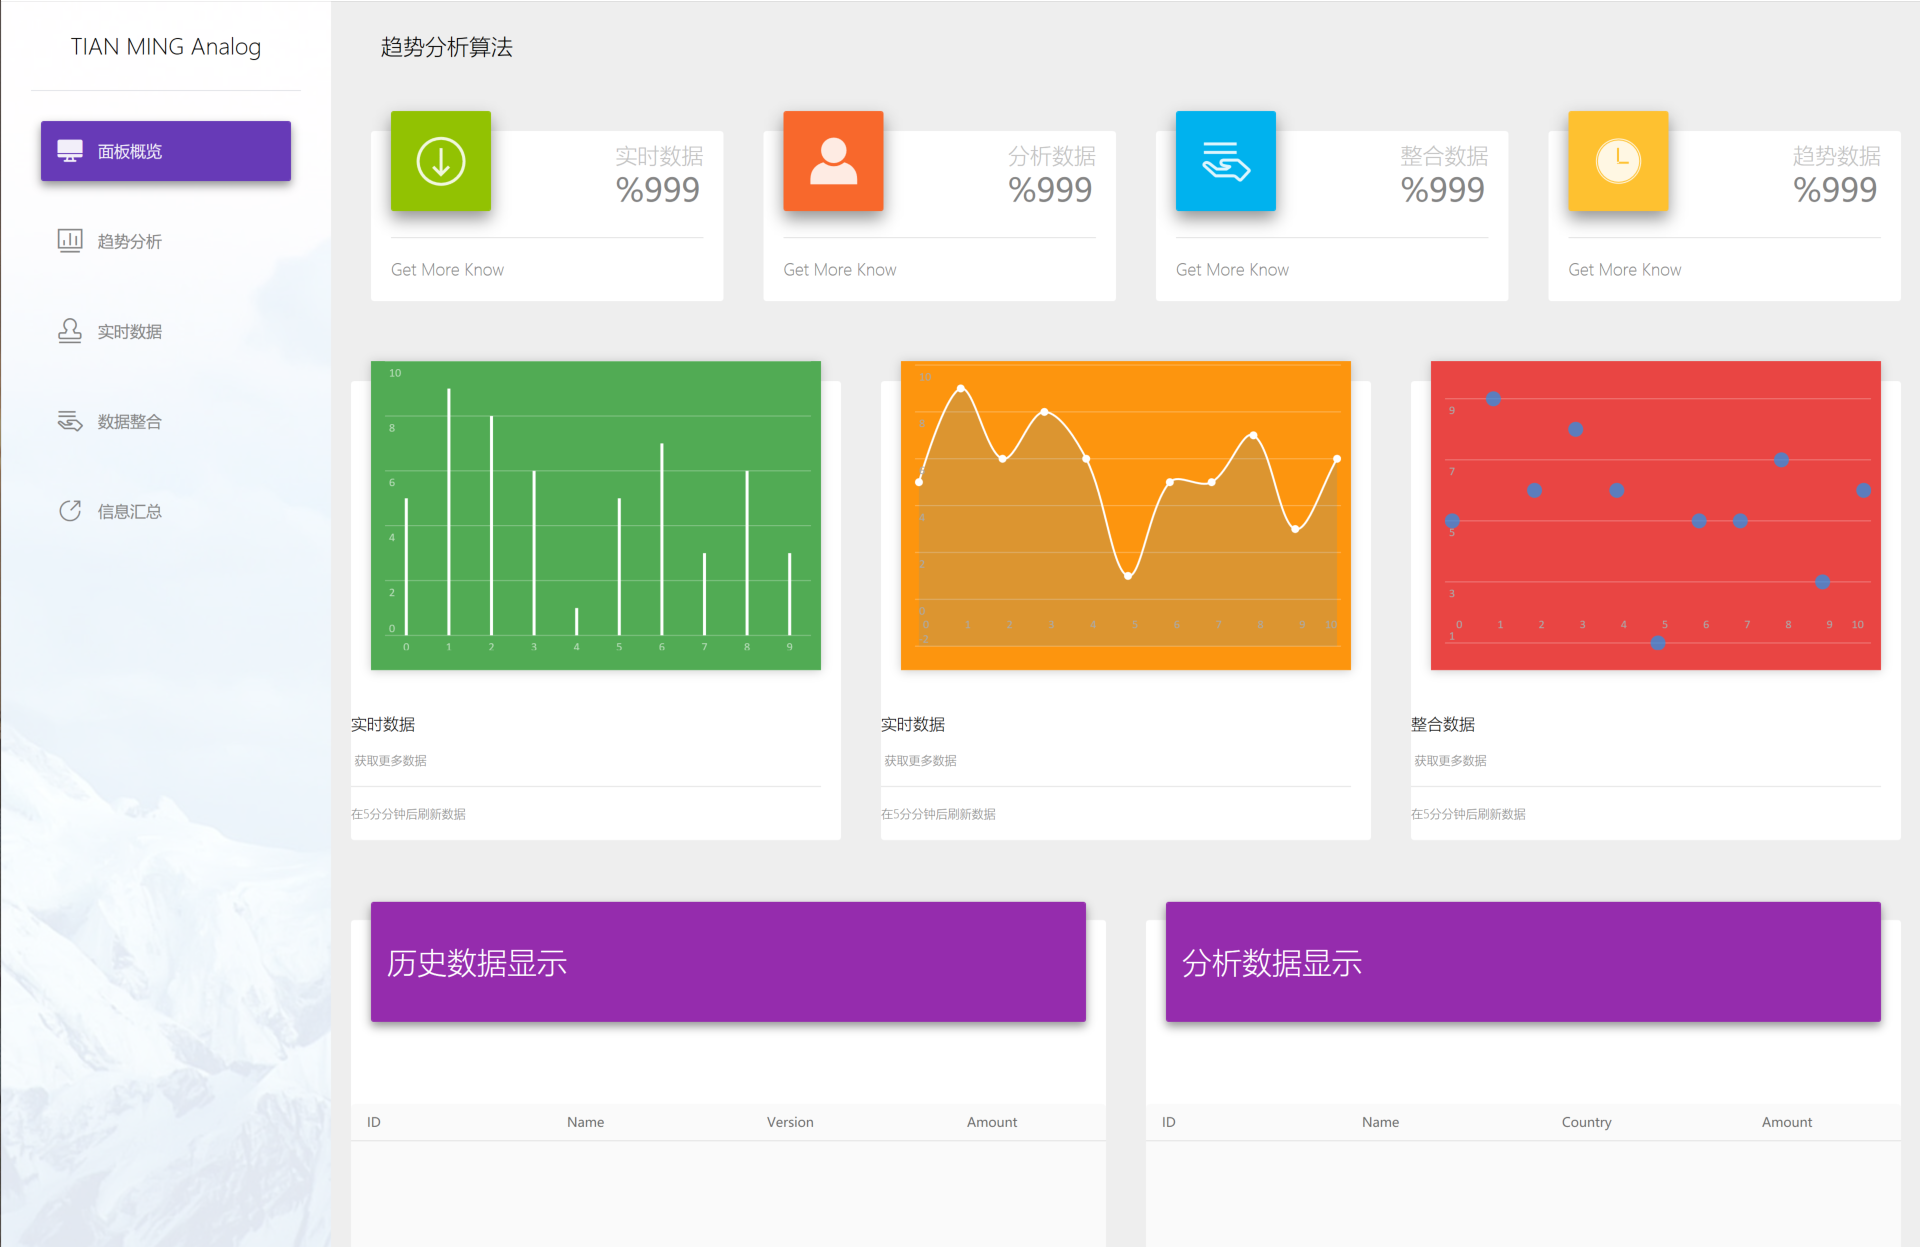 TIAN MING Analog
面板概览
趋势分析
实时数据
数据整合
信息汇总
趋势分析算法
实时数据
%999
Get More Know
分析数据
%999
Get More Know
整合数据
%999
Get More Know
趋势数据
%999
Get More Know
10
8
6
4
2
0
0 1 2 3 4 5 6 7 8 9
实时数据
获取更多数据
在5分分钟后刷新数据
10
8
6
4
2
0
-2
0 1 2 3 4 5 6 7 8 9 10
实时数据
获取更多数据
在5分分钟后刷新数据
9
7
5
3
1
0 1 2 3 4 5 6 7 8 9 10
整合数据
获取更多数据
在5分分钟后刷新数据
历史数据显示
ID Name Version Amount
分析数据显示
ID Name Country Amount